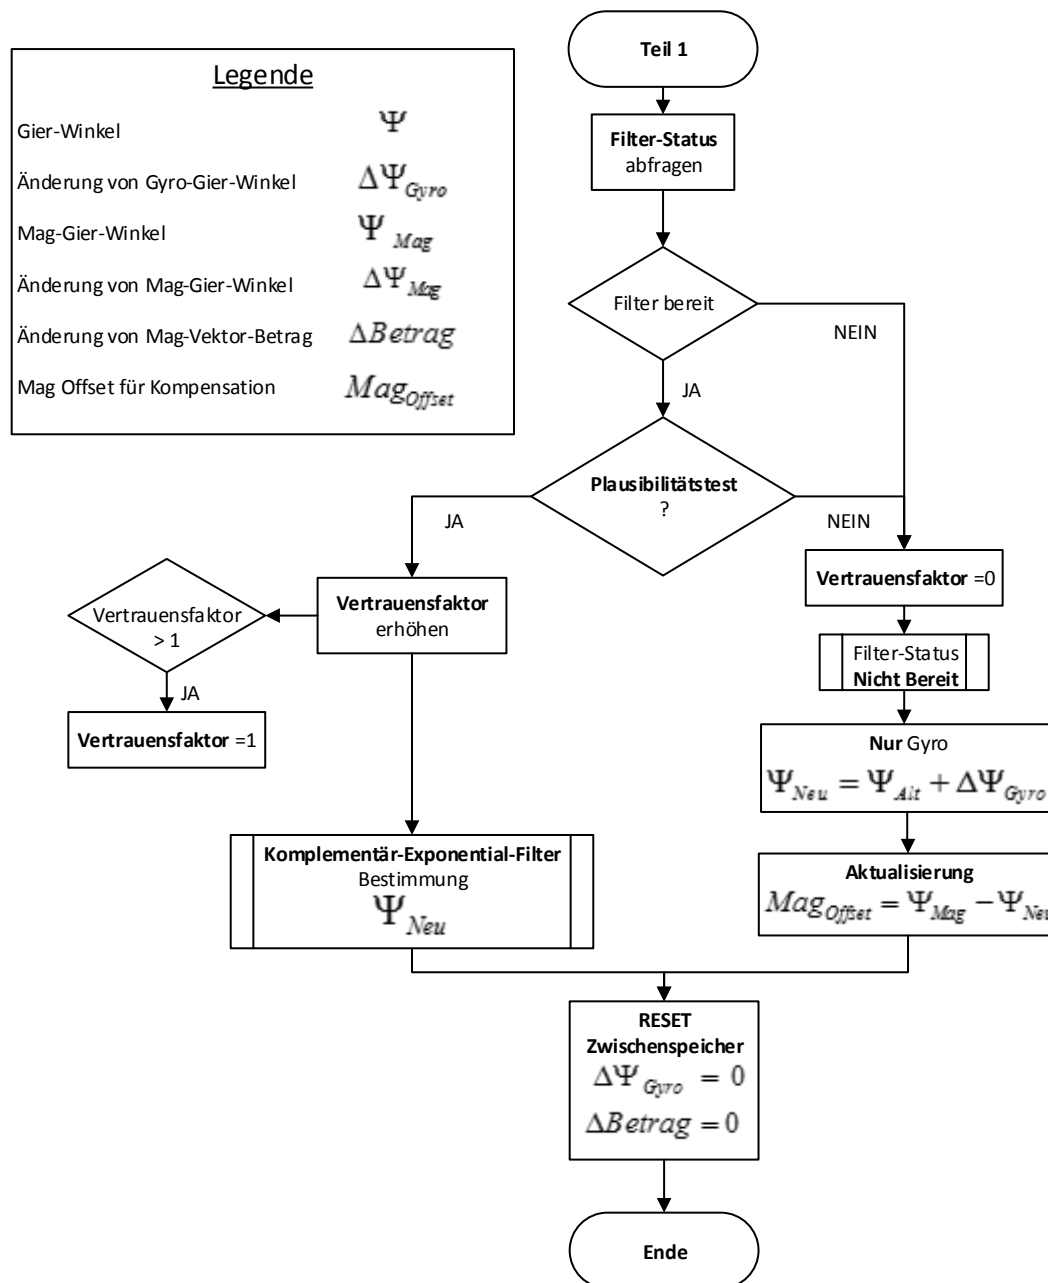 Legende
Gier-Winkel Ψ
Änderung von Gyro-Gier-Winkel ΔΨ_Gyro
Mag-Gier-Winkel Ψ_Mag
Änderung von Mag-Gier-Winkel ΔΨ_Mag
Änderung von Mag-Vektor-Betrag ΔBetrag
Mag Offset für Kompensation Mag_Offset
Teil 1
Filter-Status
abfragen
Filter bereit
NEIN
JA
Plausibilitätstest
?
JA
NEIN
Vertrauensfaktor =0
Vertrauensfaktor
erhöhen
Vertrauensfaktor
> 1
JA
Vertrauensfaktor =1
Filter-Status
Nicht Bereit
Nur Gyro
Ψ_Neu = Ψ_Alt + ΔΨ_Gyro
Komplementär-Exponential-Filter
Bestimmung
Ψ_Neu
Aktualisierung
Mag_Offset = Ψ_Mag − Ψ_Neu
RESET
Zwischenspeicher
ΔΨ_Gyro = 0
ΔBetrag = 0
Ende